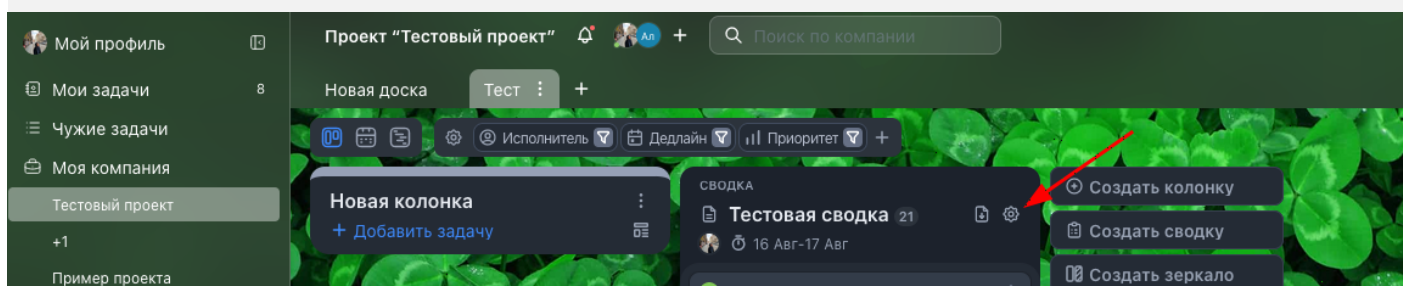 Мой профиль
Мои задачи 8
Чужие задачи
Моя компания
Тестовый проект
+1
Пример проекта
Проект “Тестовый проект” Ал + Поиск по компании
Новая доска Тест +
Исполнитель Дедлайн Приоритет +
Новая колонка
+ Добавить задачу
СВОДКА
Тестовая сводка 21
16 Авг-17 Авг
Создать колонку
Создать сводку
Создать зеркало